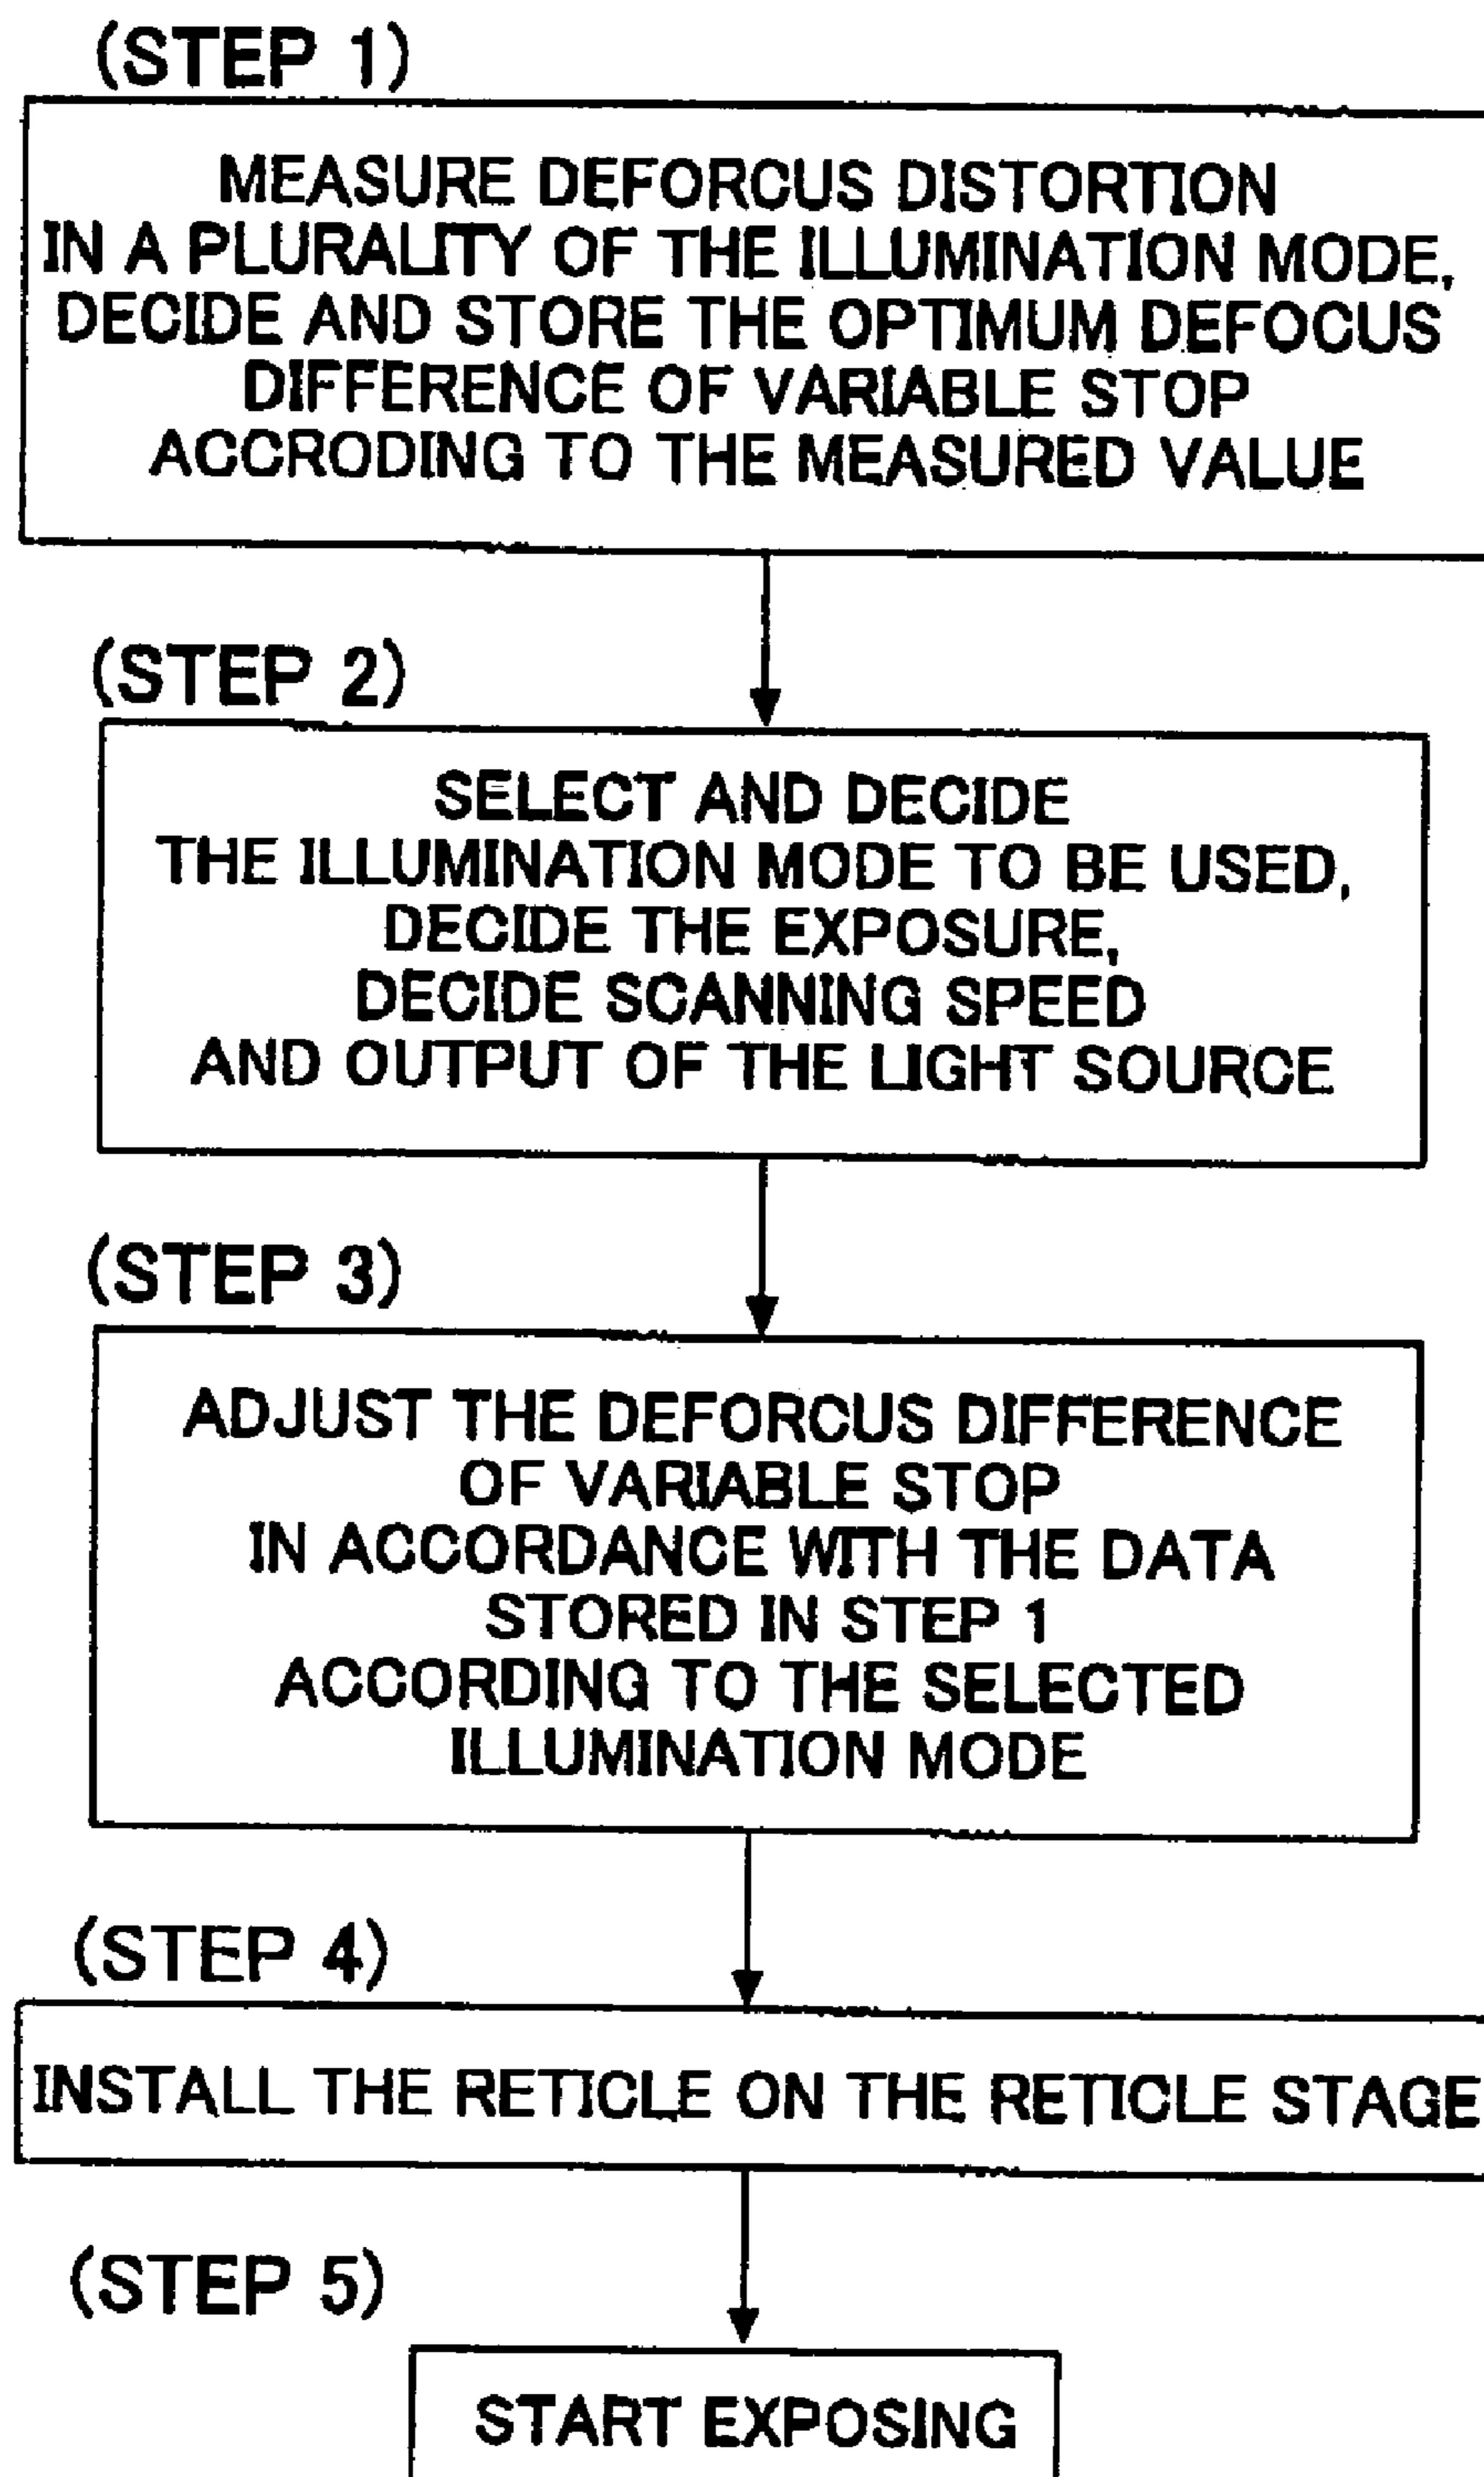 (STEP 1)
MEASURE DEFORCUS DISTORTION
IN A PLURALITY OF THE ILLUMINATION MODE,
DECIDE AND STORE THE OPTIMUM DEFOCUS
DIFFERENCE OF VARIABLE STOP
ACCRODING TO THE MEASURED VALUE
(STEP 2)
SELECT AND DECIDE
THE ILLUMINATION MODE TO BE USED,
DECIDE THE EXPOSURE,
DECIDE SCANNING SPEED
AND OUTPUT OF THE LIGHT SOURCE
(STEP 3)
ADJUST THE DEFORCUS DIFFERENCE
OF VARIABLE STOP
IN ACCORDANCE WITH THE DATA
STORED IN STEP 1
ACCORDING TO THE SELECTED
ILLUMINATION MODE
(STEP 4)
INSTALL THE RETICLE ON THE RETICLE STAGE
(STEP 5)
START EXPOSING